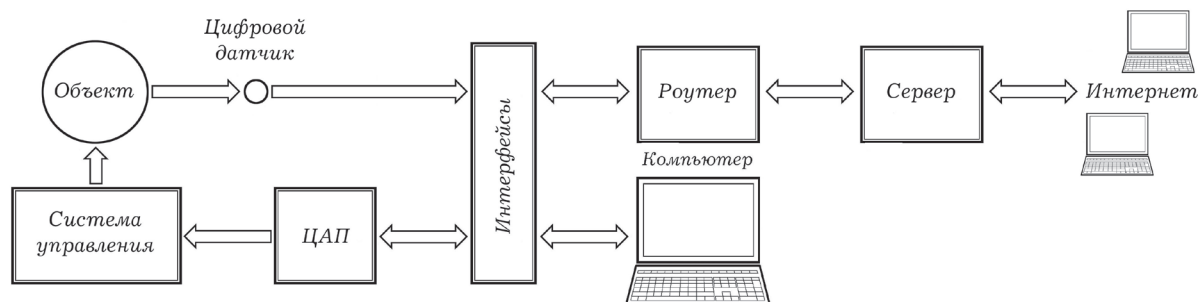 Цифровой
датчик
Объект
Интерфейсы
Роутер
Сервер
Интернет
Компьютер
Система
управления
ЦАП